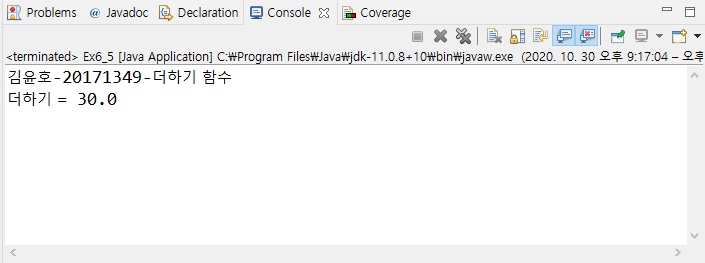 Problems @ Javadoc Declaration Console Coverage
<terminated> Ex6_5 [Java Application] C:₩Program Files₩Java₩jdk-11.0.8+10₩bin₩javaw.exe (2020. 10. 30 오후 9:17:04 – 오후
김윤호-20171349-더하기 함수
더하기 = 30.0